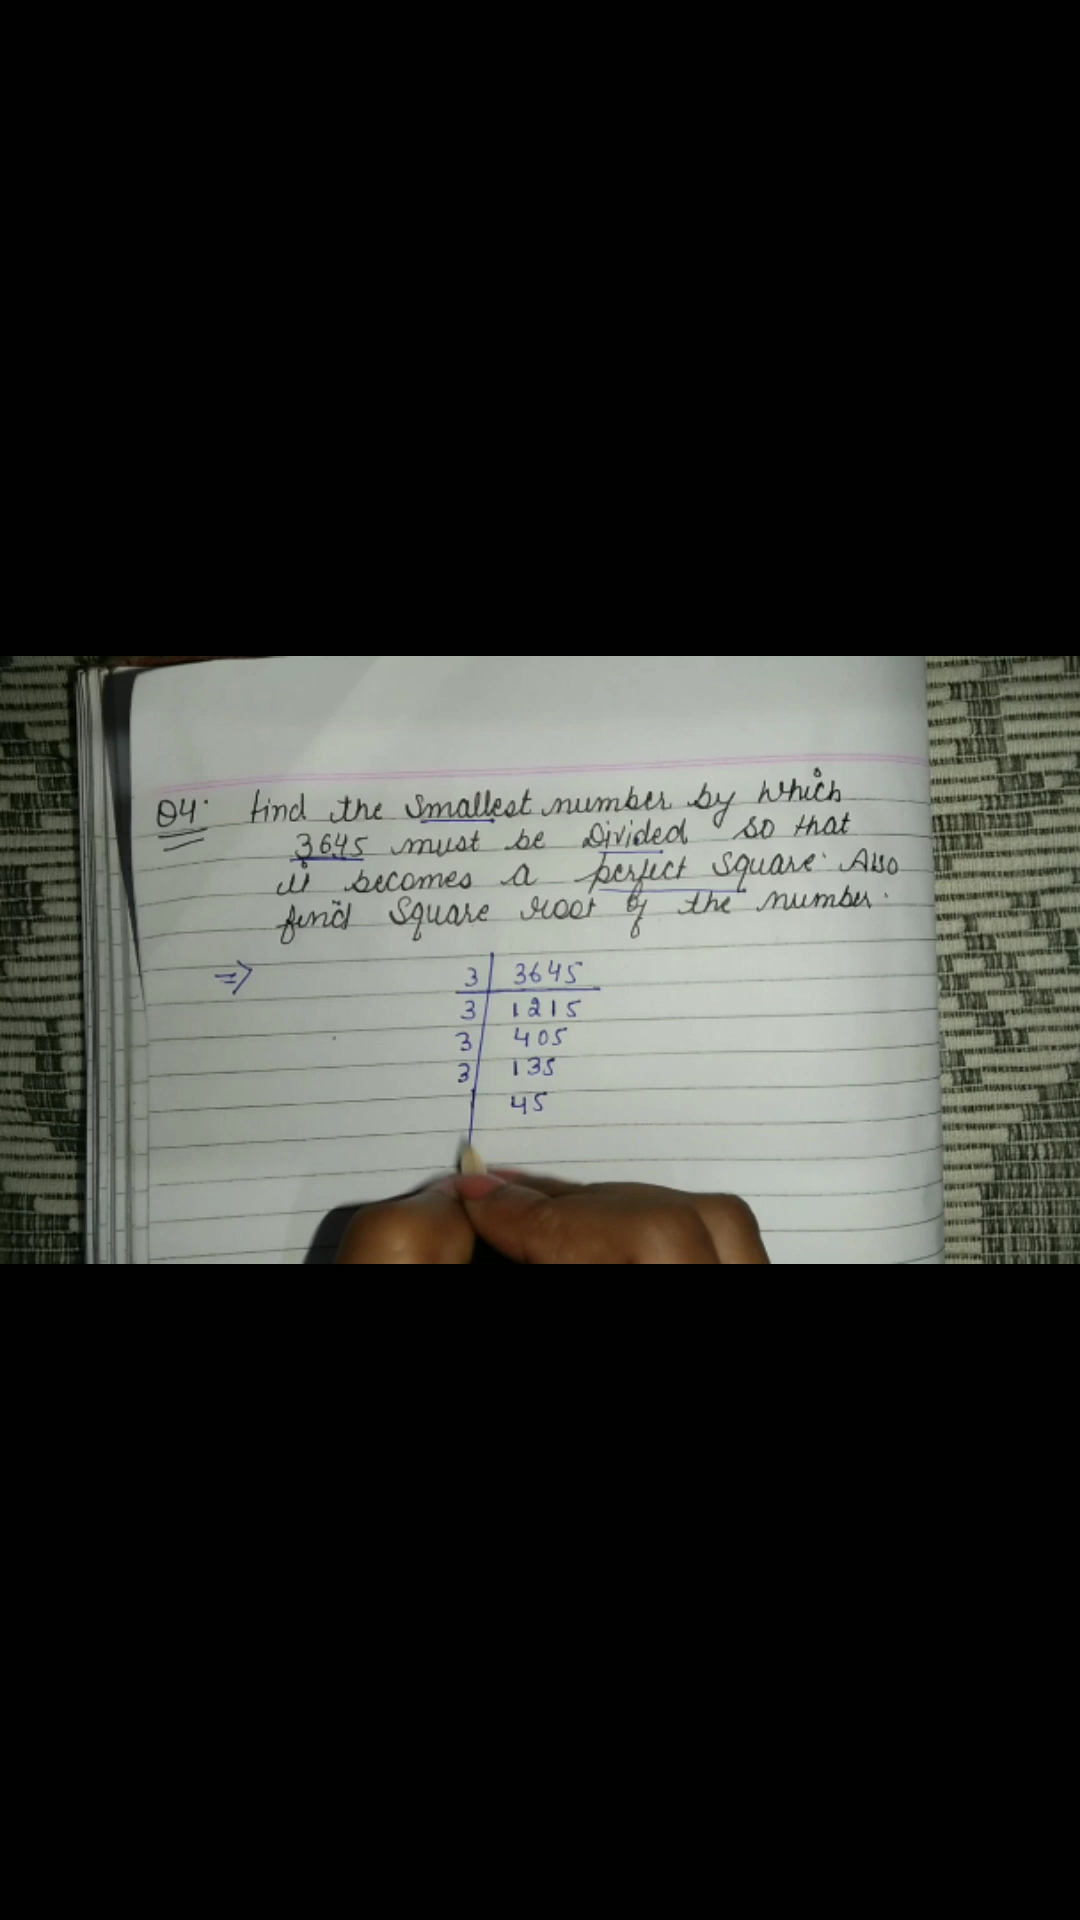 Q4. find the smallest number by which
3645 must be Divided so that
it becomes a perfect square. Also
find Square root of the number.
⇒ 3 | 3645
3 | 1215
3 | 405
3 | 135
| 45